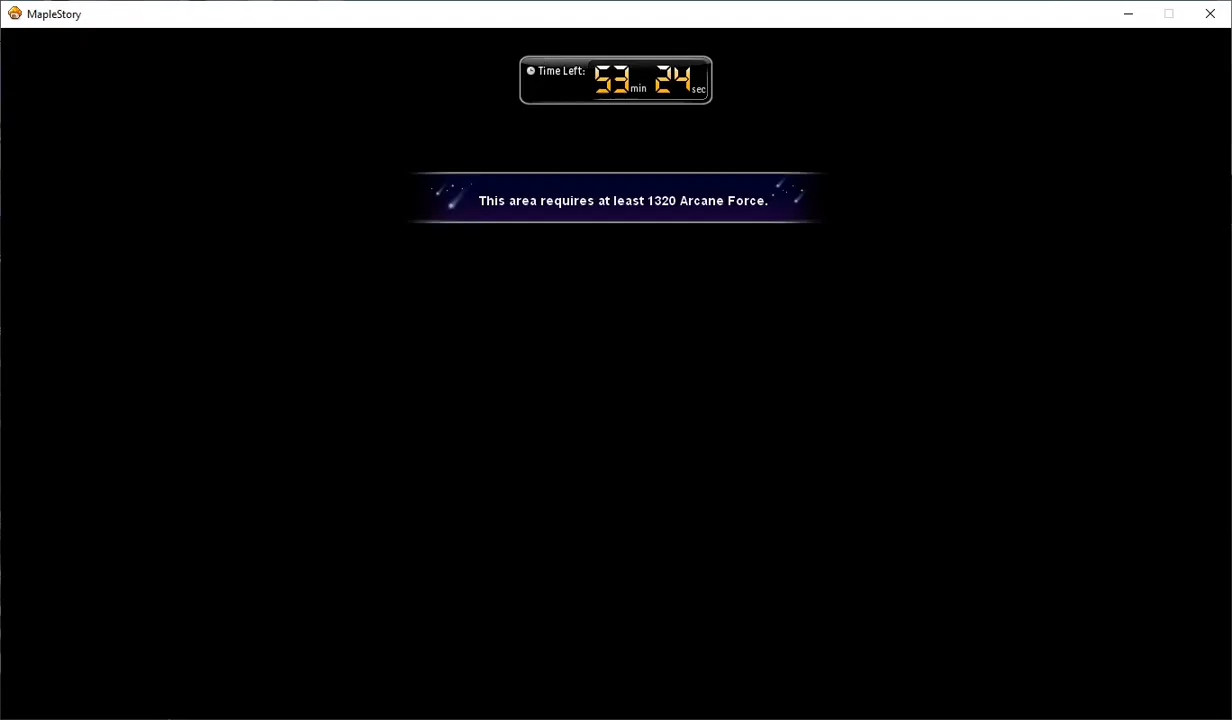 MapleStory
Time Left: 53 min 24 sec
This area requires at least 1320 Arcane Force.